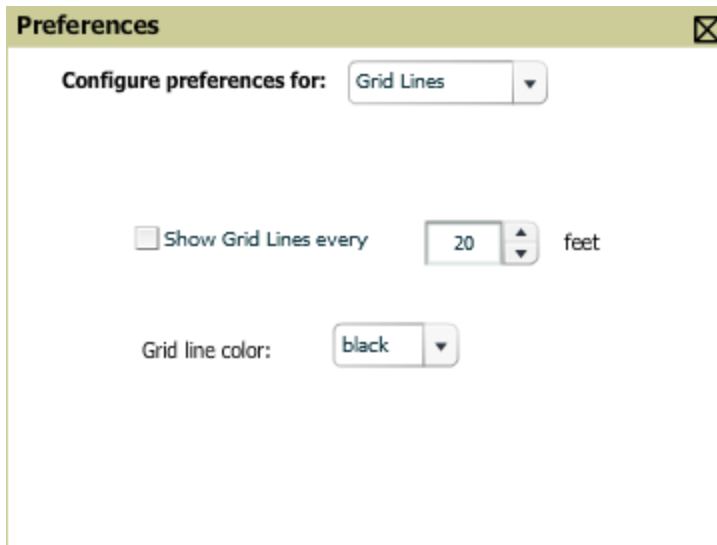 Preferences
Configure preferences for: Grid Lines
Show Grid Lines every 20 feet
Grid line color: black